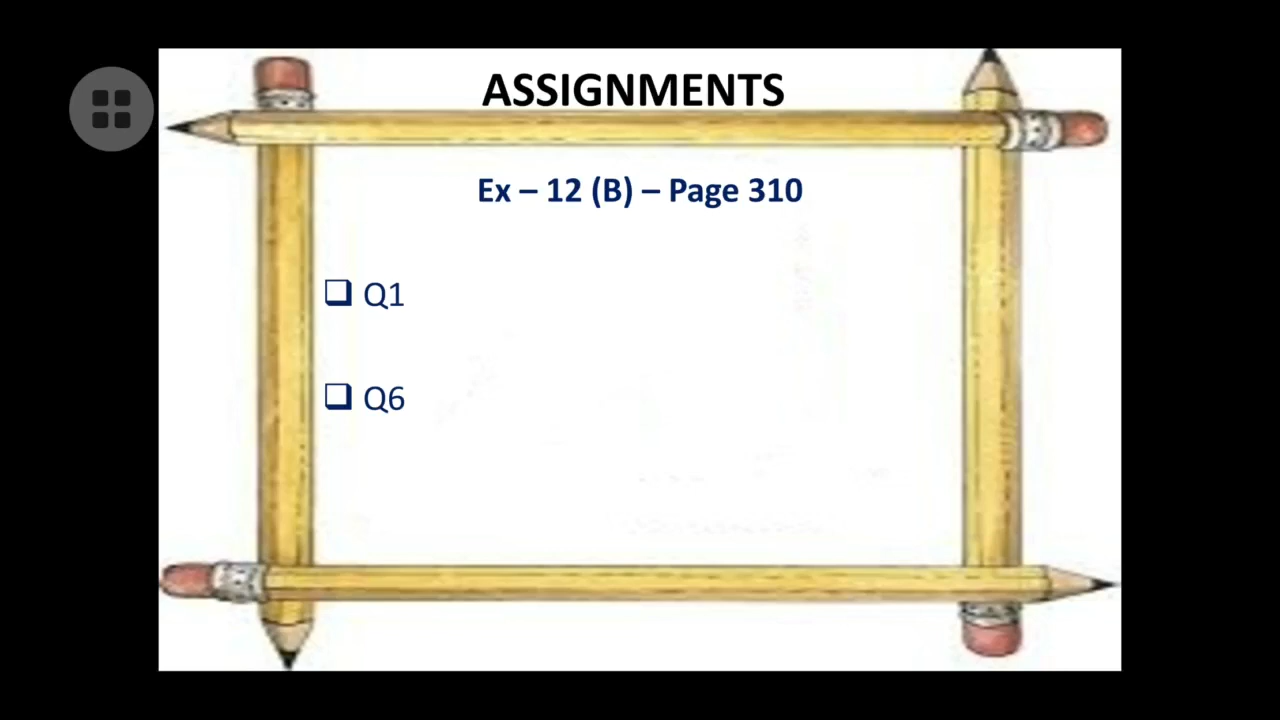 ASSIGNMENTS
Ex – 12 (B) – Page 310
❑ Q1
❑ Q6